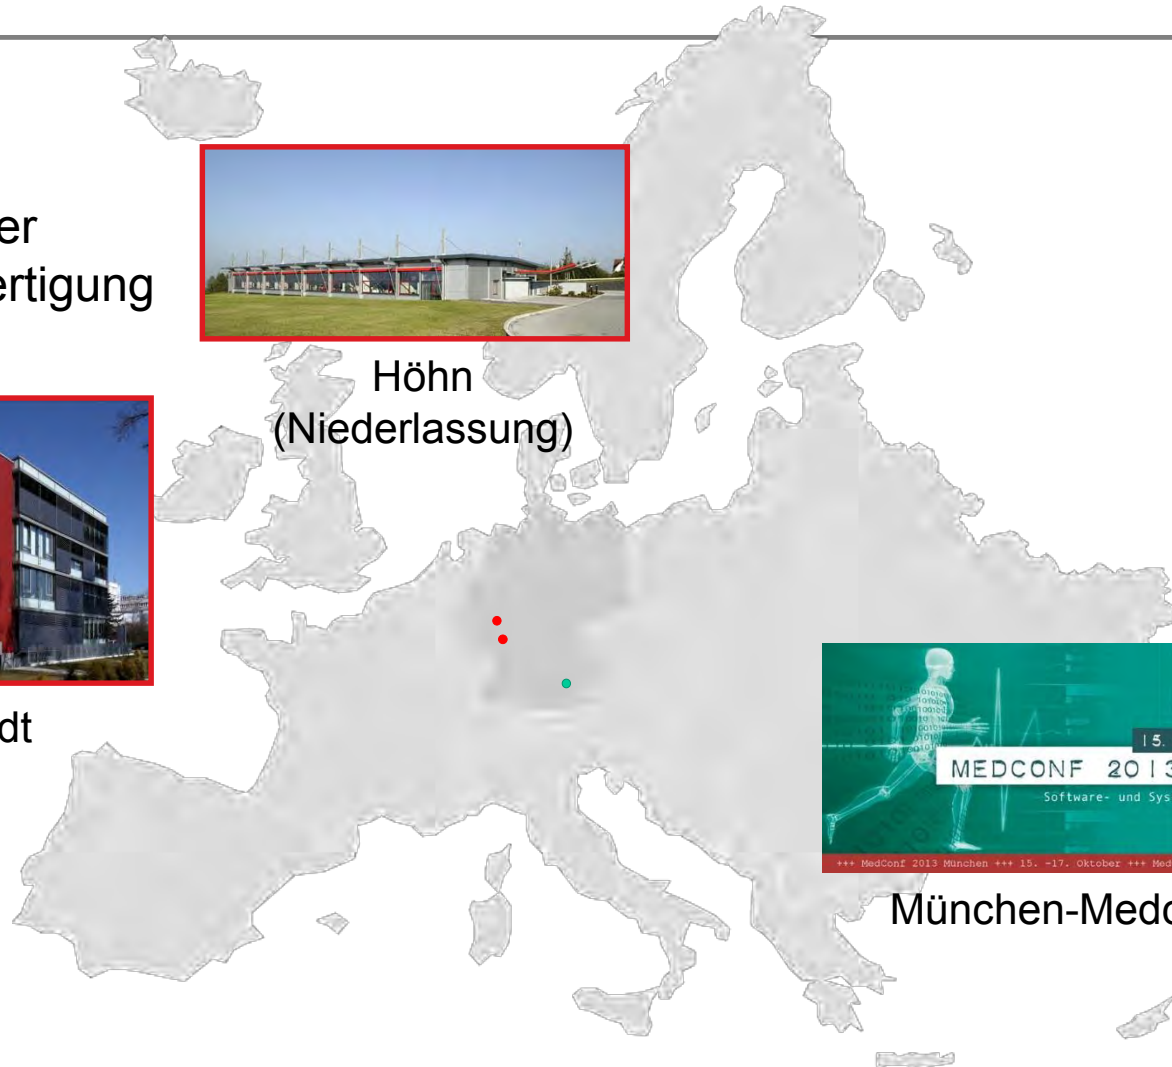 er
ertigung
Höhn
(Niederlassung)
dt
15.
MEDCONF 2013
Software- und Sys
+++ MedConf 2013 München +++ 15. -17. Oktober +++ Med
München-Medc